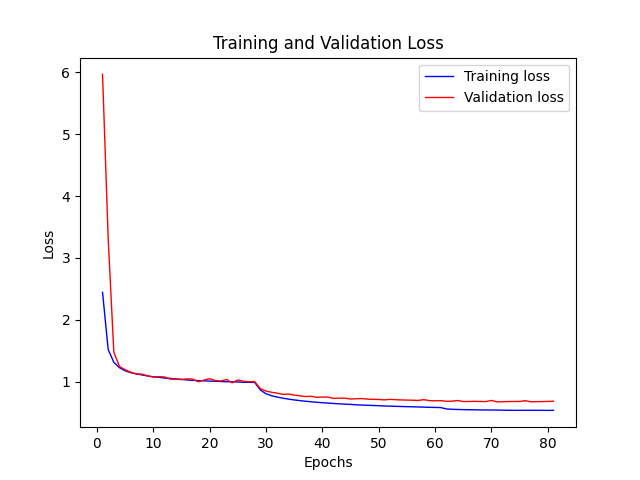 Training and Validation Loss
Training loss
Validation loss
Loss
6
5
4
3
2
1
0 10 20 30 40 50 60 70 80
Epochs